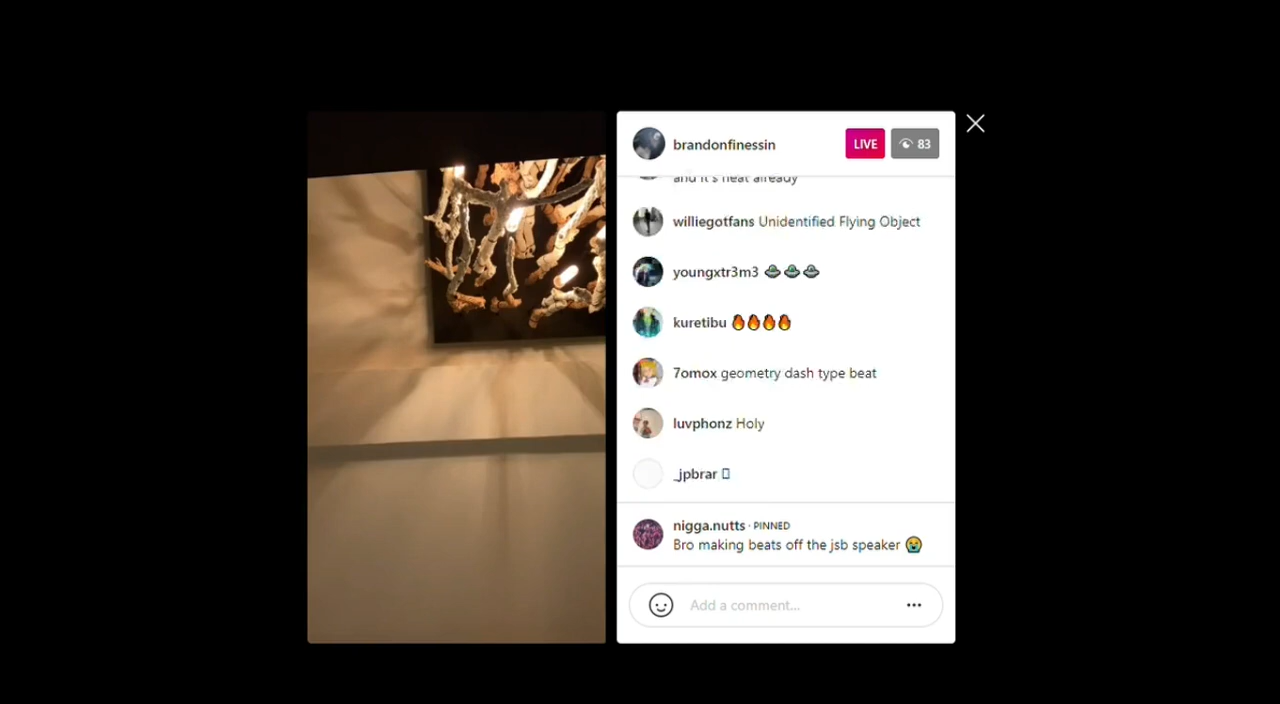 brandonfinessin
LIVE
83
and it's heat already
williegotfans Unidentified Flying Object
youngxtr3m3 🛸🛸🛸
kuretibu 🔥🔥🔥🔥
7omox geometry dash type beat
luvphonz Holy
_jpbrar
nigga.nutts · PINNED
Bro making beats off the jsb speaker 😭
Add a comment...